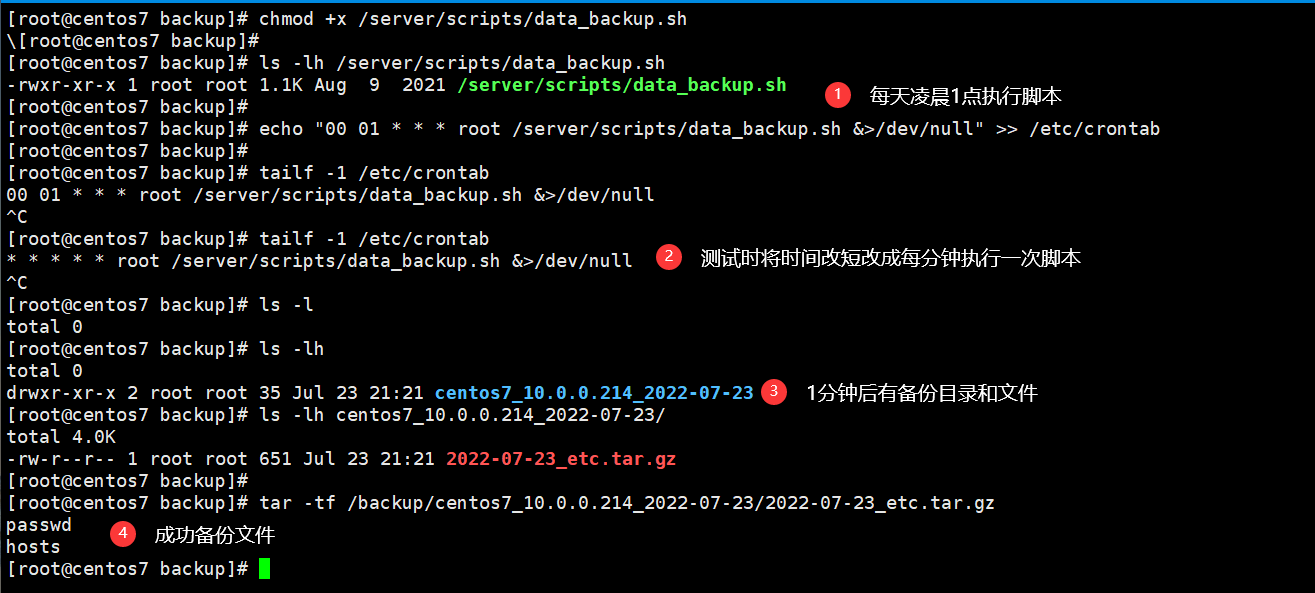 [root@centos7 backup]# chmod +x /server/scripts/data_backup.sh
\[root@centos7 backup]#
[root@centos7 backup]# ls -lh /server/scripts/data_backup.sh
-rwxr-xr-x 1 root root 1.1K Aug  9  2021 /server/scripts/data_backup.sh
1 每天凌晨1点执行脚本
[root@centos7 backup]#
[root@centos7 backup]# echo "00 01 * * * root /server/scripts/data_backup.sh &>/dev/null" >> /etc/crontab
[root@centos7 backup]#
[root@centos7 backup]# tailf -1 /etc/crontab
00 01 * * * root /server/scripts/data_backup.sh &>/dev/null
^C
[root@centos7 backup]# tailf -1 /etc/crontab
* * * * * root /server/scripts/data_backup.sh &>/dev/null 2 测试时将时间改短改成每分钟执行一次脚本
^C
[root@centos7 backup]# ls -l
total 0
[root@centos7 backup]# ls -lh
total 0
drwxr-xr-x 2 root root 35 Jul 23 21:21 centos7_10.0.0.214_2022-07-23 3 1分钟后有备份目录和文件
[root@centos7 backup]# ls -lh centos7_10.0.0.214_2022-07-23/
total 4.0K
-rw-r--r-- 1 root root 651 Jul 23 21:21 2022-07-23_etc.tar.gz
[root@centos7 backup]#
[root@centos7 backup]# tar -tf /backup/centos7_10.0.0.214_2022-07-23/2022-07-23_etc.tar.gz
passwd
4 成功备份文件
hosts
[root@centos7 backup]#